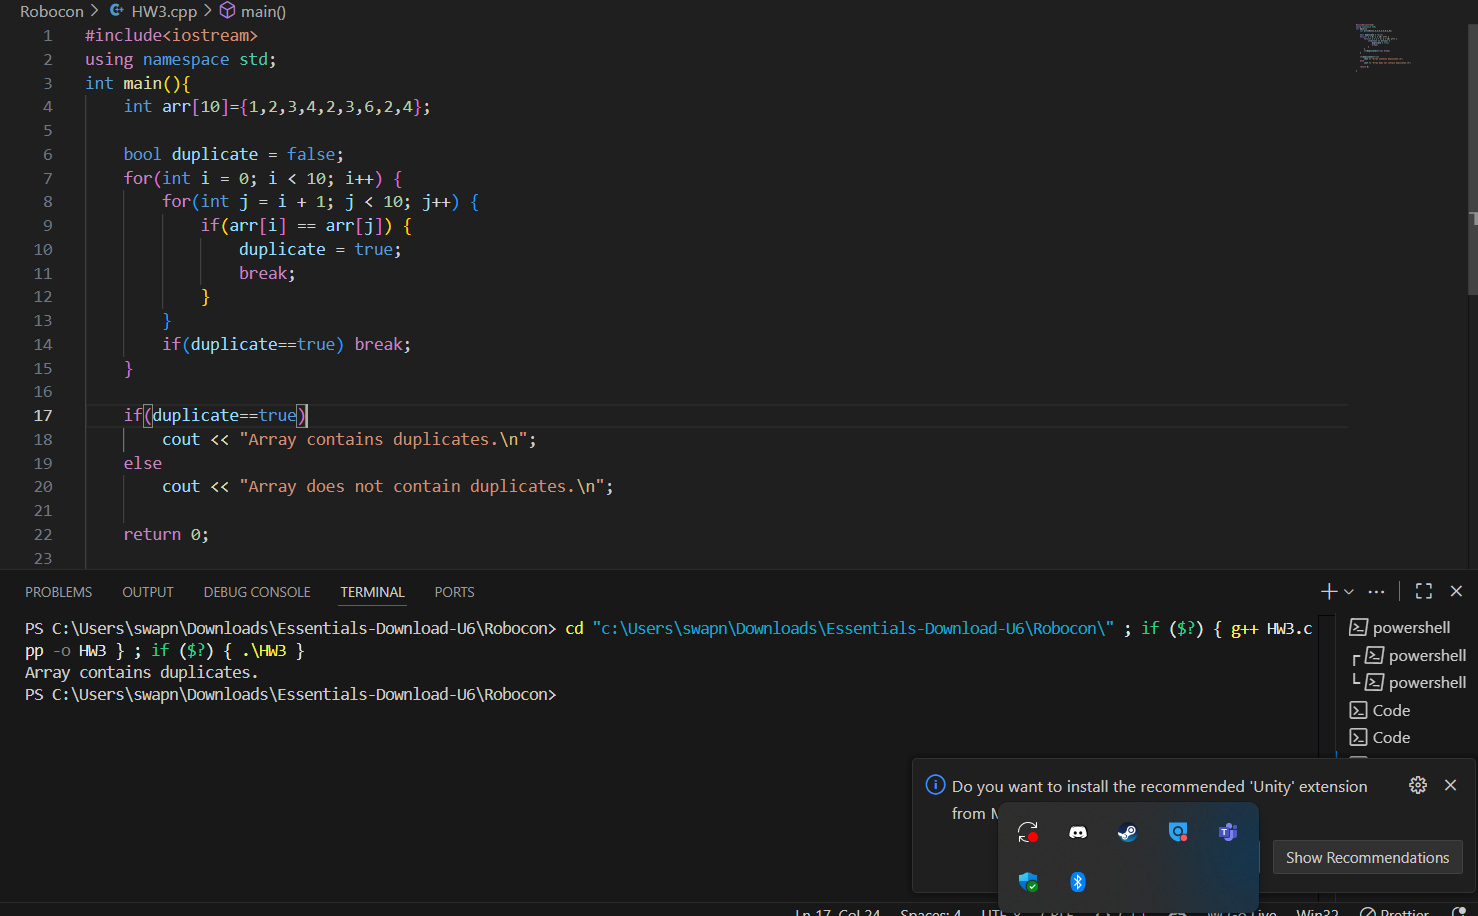 Robocon > HW3.cpp > main()
1 #include<iostream>
2 using namespace std;
3 int main(){
4 int arr[10]={1,2,3,4,2,3,6,2,4};
5
6 bool duplicate = false;
7 for(int i = 0; i < 10; i++) {
8 for(int j = i + 1; j < 10; j++) {
9 if(arr[i] == arr[j]) {
10 duplicate = true;
11 break;
12 }
13 }
14 if(duplicate==true) break;
15 }
16
17 if(duplicate==true)
18 cout << "Array contains duplicates.\n";
19 else
20 cout << "Array does not contain duplicates.\n";
21
22 return 0;
23
PROBLEMS OUTPUT DEBUG CONSOLE TERMINAL PORTS
PS C:\Users\swapn\Downloads\Essentials-Download-U6\Robocon> cd "c:\Users\swapn\Downloads\Essentials-Download-U6\Robocon\" ; if ($?) { g++ HW3.c
pp -o HW3 } ; if ($?) { .\HW3 }
Array contains duplicates.
PS C:\Users\swapn\Downloads\Essentials-Download-U6\Robocon>
powershell
powershell
powershell
Code
Code
Do you want to install the recommended 'Unity' extension
from
Show Recommendations
Ln 17, Col 24 Spaces: 4 Go Live Win32 Prettier